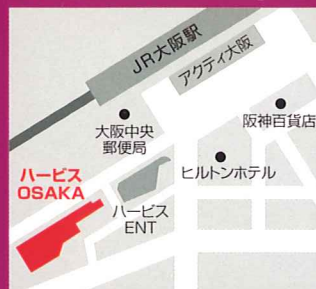 JR大阪駅
アクティ大阪
大阪中央
郵便局
阪神百貨店
ハービス
OSAKA
ハービス
ENT
ヒルトンホテル